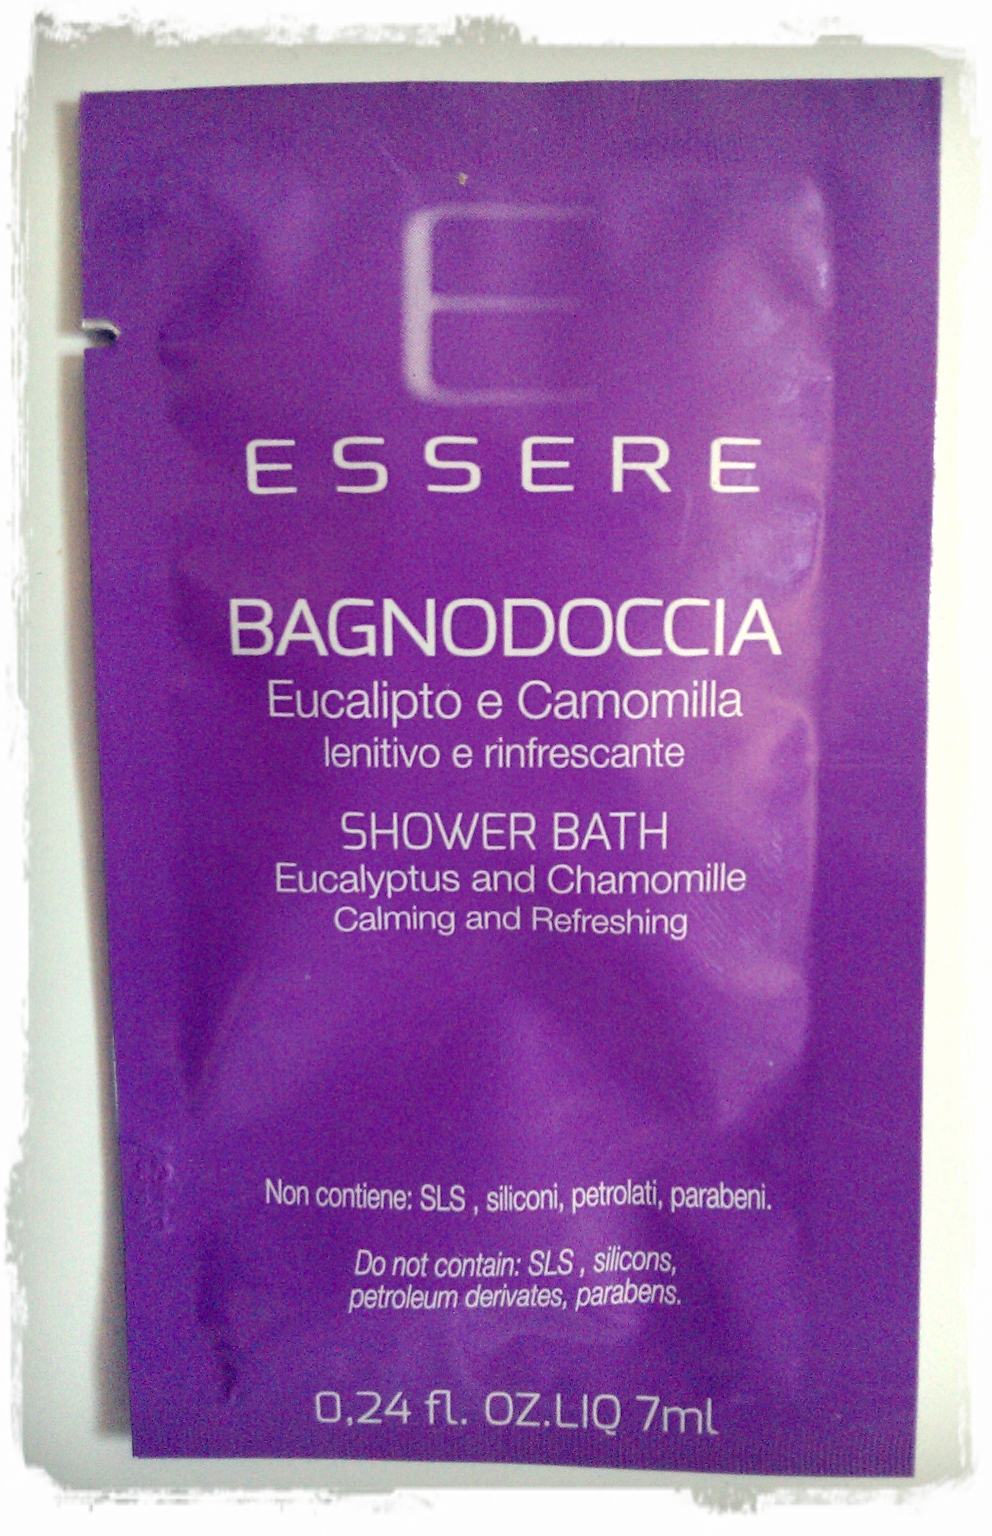 E
ESSERE
BAGNODOCCIA
Eucalipto e Camomilla
lenitivo e rinfrescante
SHOWER BATH
Eucalyptus and Chamomille
Calming and Refreshing
Non contiene: SLS , siliconi, petrolati, parabeni.
Do not contain: SLS , silicons,
petroleum derivates, parabens.
0,24 fl. OZ.LIQ 7ml